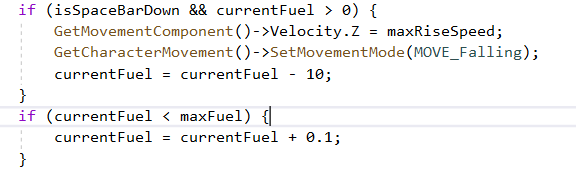 if (isSpaceBarDown && currentFuel > 0) {
    GetMovementComponent()->Velocity.Z = maxRiseSpeed;
    GetCharacterMovement()->SetMovementMode(MOVE_Falling);
    currentFuel = currentFuel - 10;
}
if (currentFuel < maxFuel) {
    currentFuel = currentFuel + 0.1;
}